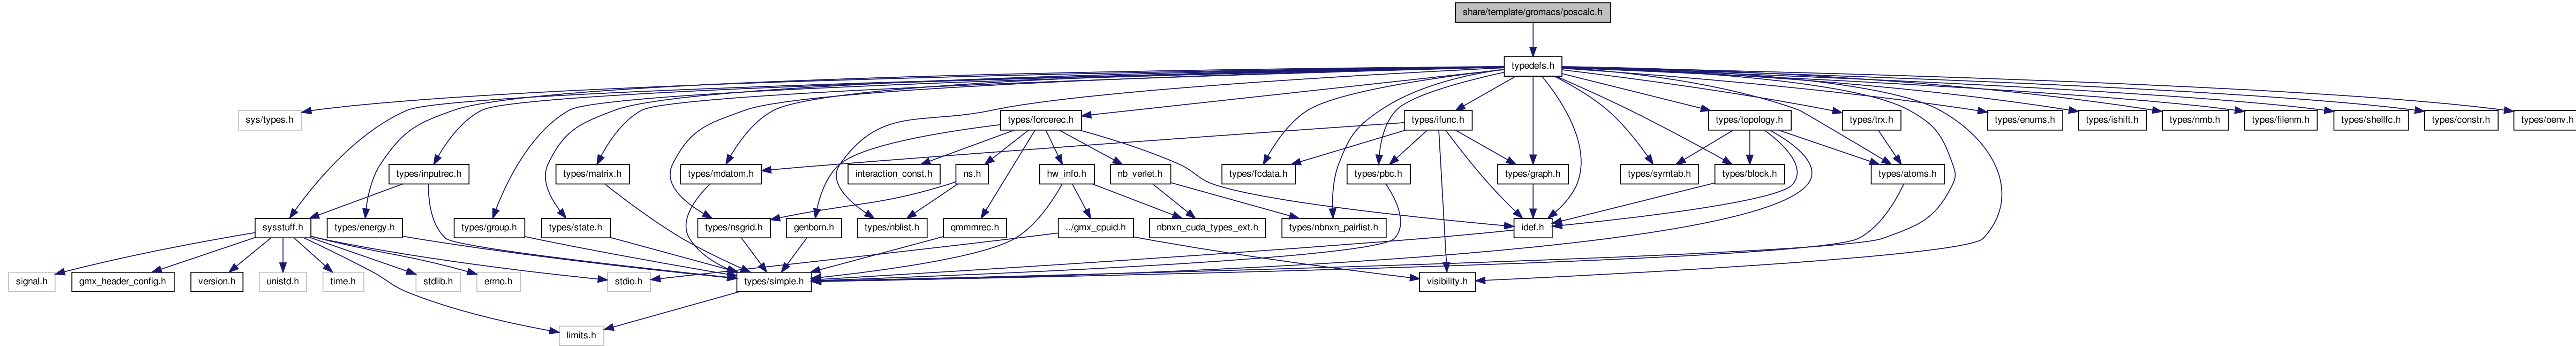 share/template/gromacs/poscalc.h
typedefs.h
sys/types.h
types/forcerec.h
types/ifunc.h
types/topology.h
types/trx.h
types/enums.h
types/ishift.h
types/nrnb.h
types/filenm.h
types/shellfc.h
types/constr.h
types/oenv.h
types/inputrec.h
types/matrix.h
types/mdatom.h
interaction_const.h
ns.h
hw_info.h
nb_verlet.h
types/fcdata.h
types/pbc.h
types/graph.h
types/symtab.h
types/block.h
types/atoms.h
sysstuff.h
types/energy.h
types/group.h
types/state.h
types/nsgrid.h
genborn.h
types/nblist.h
qmmmrec.h
../gmx_cpuid.h
nbnxn_cuda_types_ext.h
types/nbnxn_pairlist.h
idef.h
signal.h
gmx_header_config.h
version.h
unistd.h
time.h
stdlib.h
errno.h
stdio.h
types/simple.h
visibility.h
limits.h